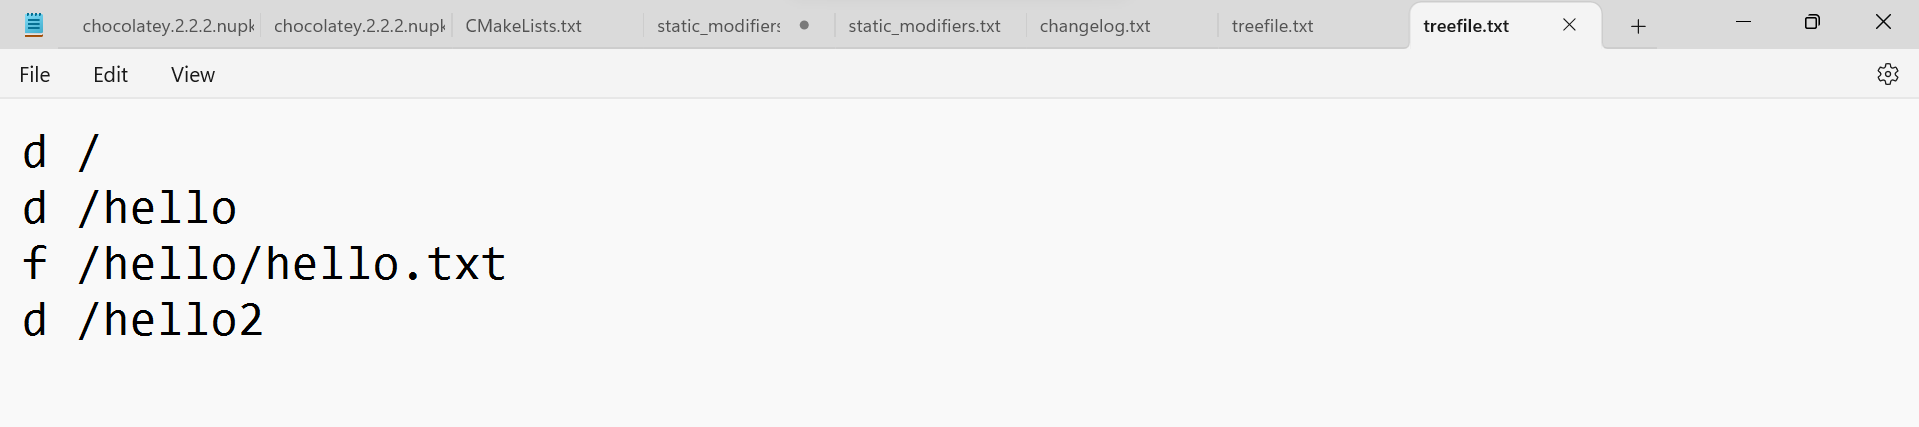 chocolatey.2.2.2.nupk chocolatey.2.2.2.nupk CMakeLists.txt static_modifiers static_modifiers.txt changelog.txt treefile.txt treefile.txt
File Edit View
d /
d /hello
f /hello/hello.txt
d /hello2